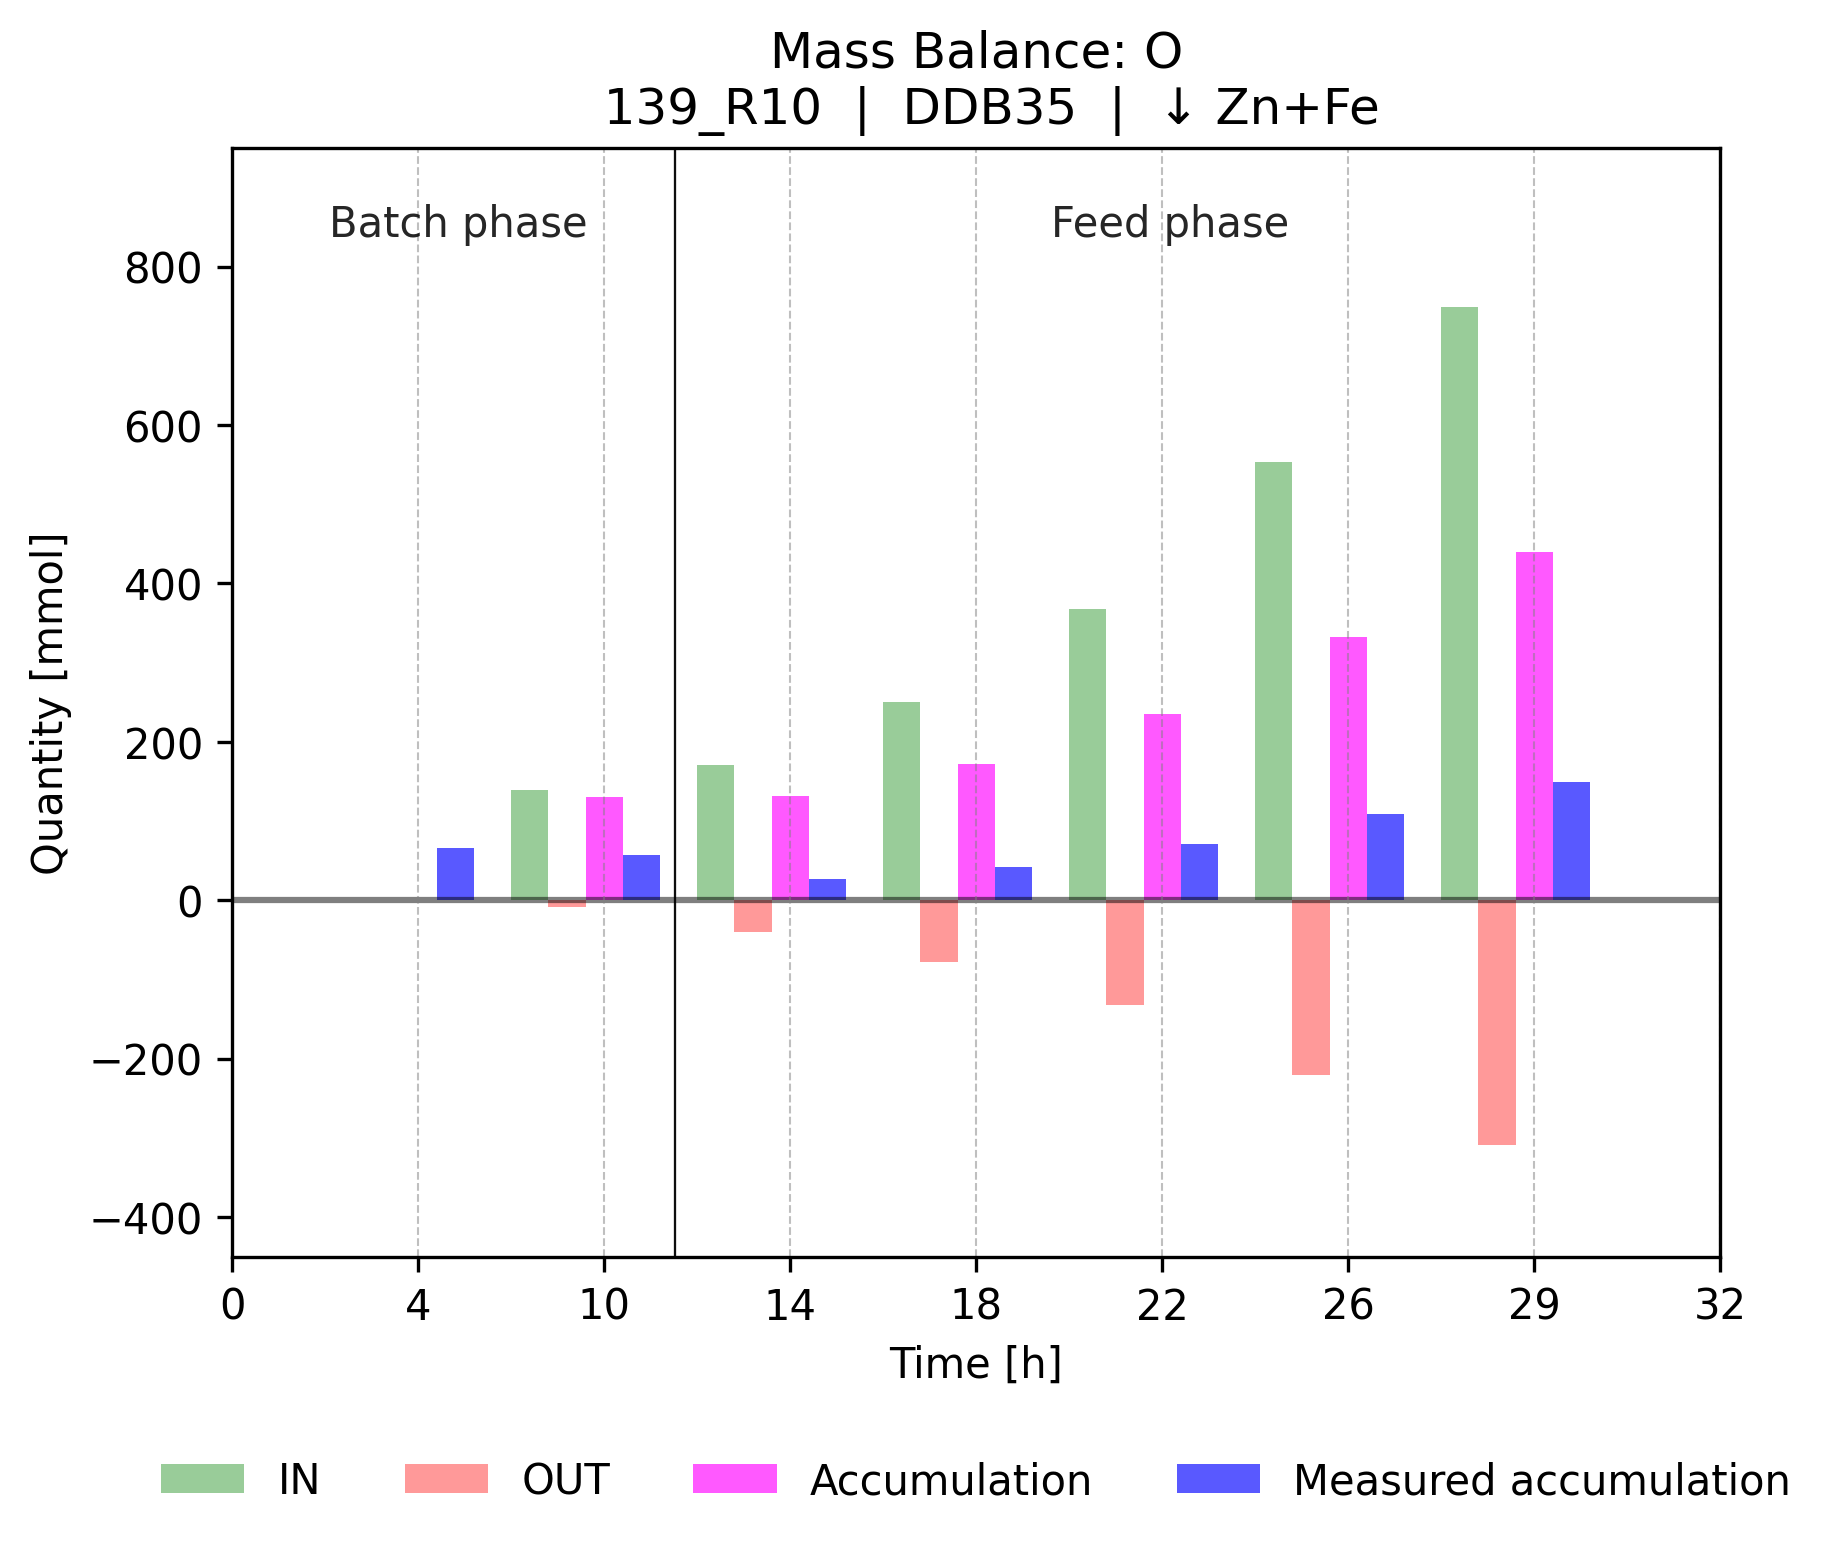 Mass Balance: O
139_R10 | DDB35 | ↓ Zn+Fe
Batch phase
Feed phase
Quantity [mmol]
800
600
400
200
0
−200
−400
0 4 10 14 18 22 26 29 32
Time [h]
IN OUT Accumulation Measured accumulation